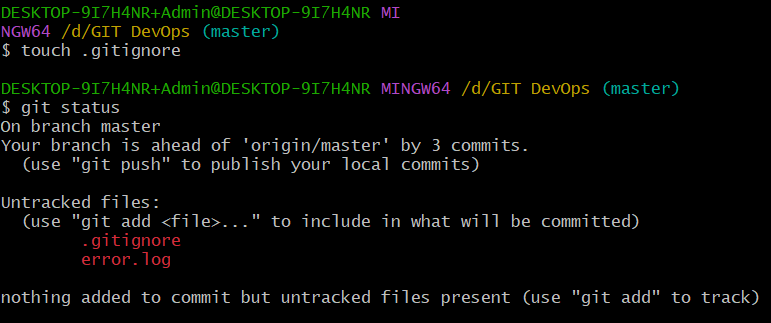 DESKTOP-9I7H4NR+Admin@DESKTOP-9I7H4NR MI
NGW64 /d/GIT DevOps (master)
$ touch .gitignore
DESKTOP-9I7H4NR+Admin@DESKTOP-9I7H4NR MINGW64 /d/GIT DevOps (master)
$ git status
On branch master
Your branch is ahead of 'origin/master' by 3 commits.
  (use "git push" to publish your local commits)
Untracked files:
  (use "git add <file>..." to include in what will be committed)
        .gitignore
        error.log
nothing added to commit but untracked files present (use "git add" to track)